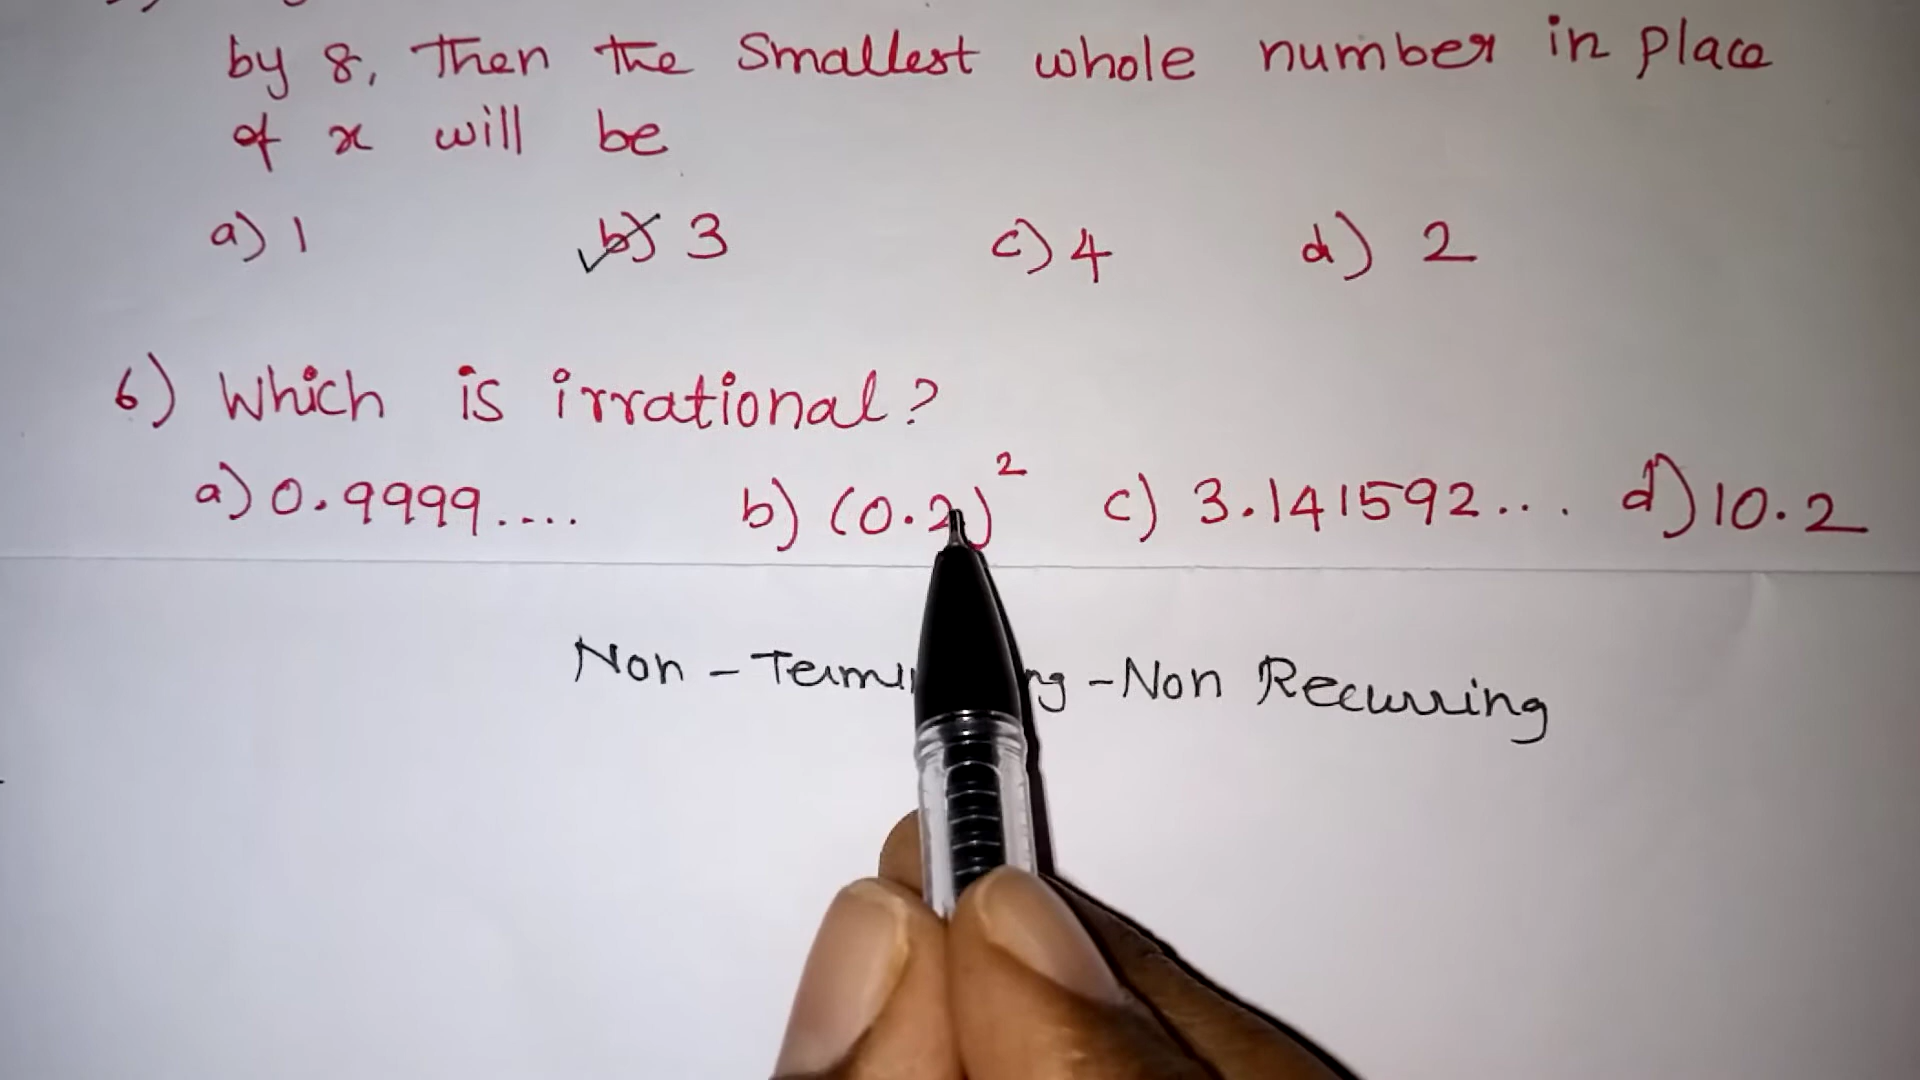 by 8, Then the Smallest whole number in place
of x will be
a) 1 b) 3 c) 4 d) 2
6) Which is irrational?
a) 0.9999.... b) (0.2)² c) 3.141592... d) 10.2
Non - Non Recurring